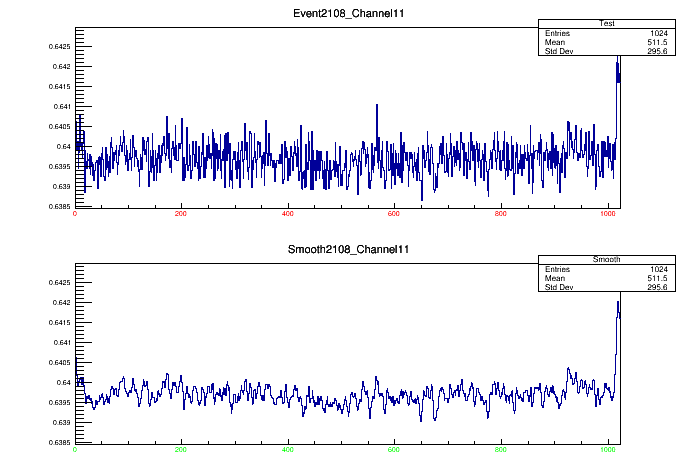 Event2108_Channel11
Test
Entries 1024
Mean 511.5
Std Dev 295.6
0.6425
0.642
0.6415
0.641
0.6405
0.64
0.6395
0.639
0.6385
0 200 400 600 800 1000
Smooth2108_Channel11
Smooth
Entries 1024
Mean 511.5
Std Dev 295.6
0.6425
0.642
0.6415
0.641
0.6405
0.64
0.6395
0.639
0.6385
0 200 400 600 800 1000